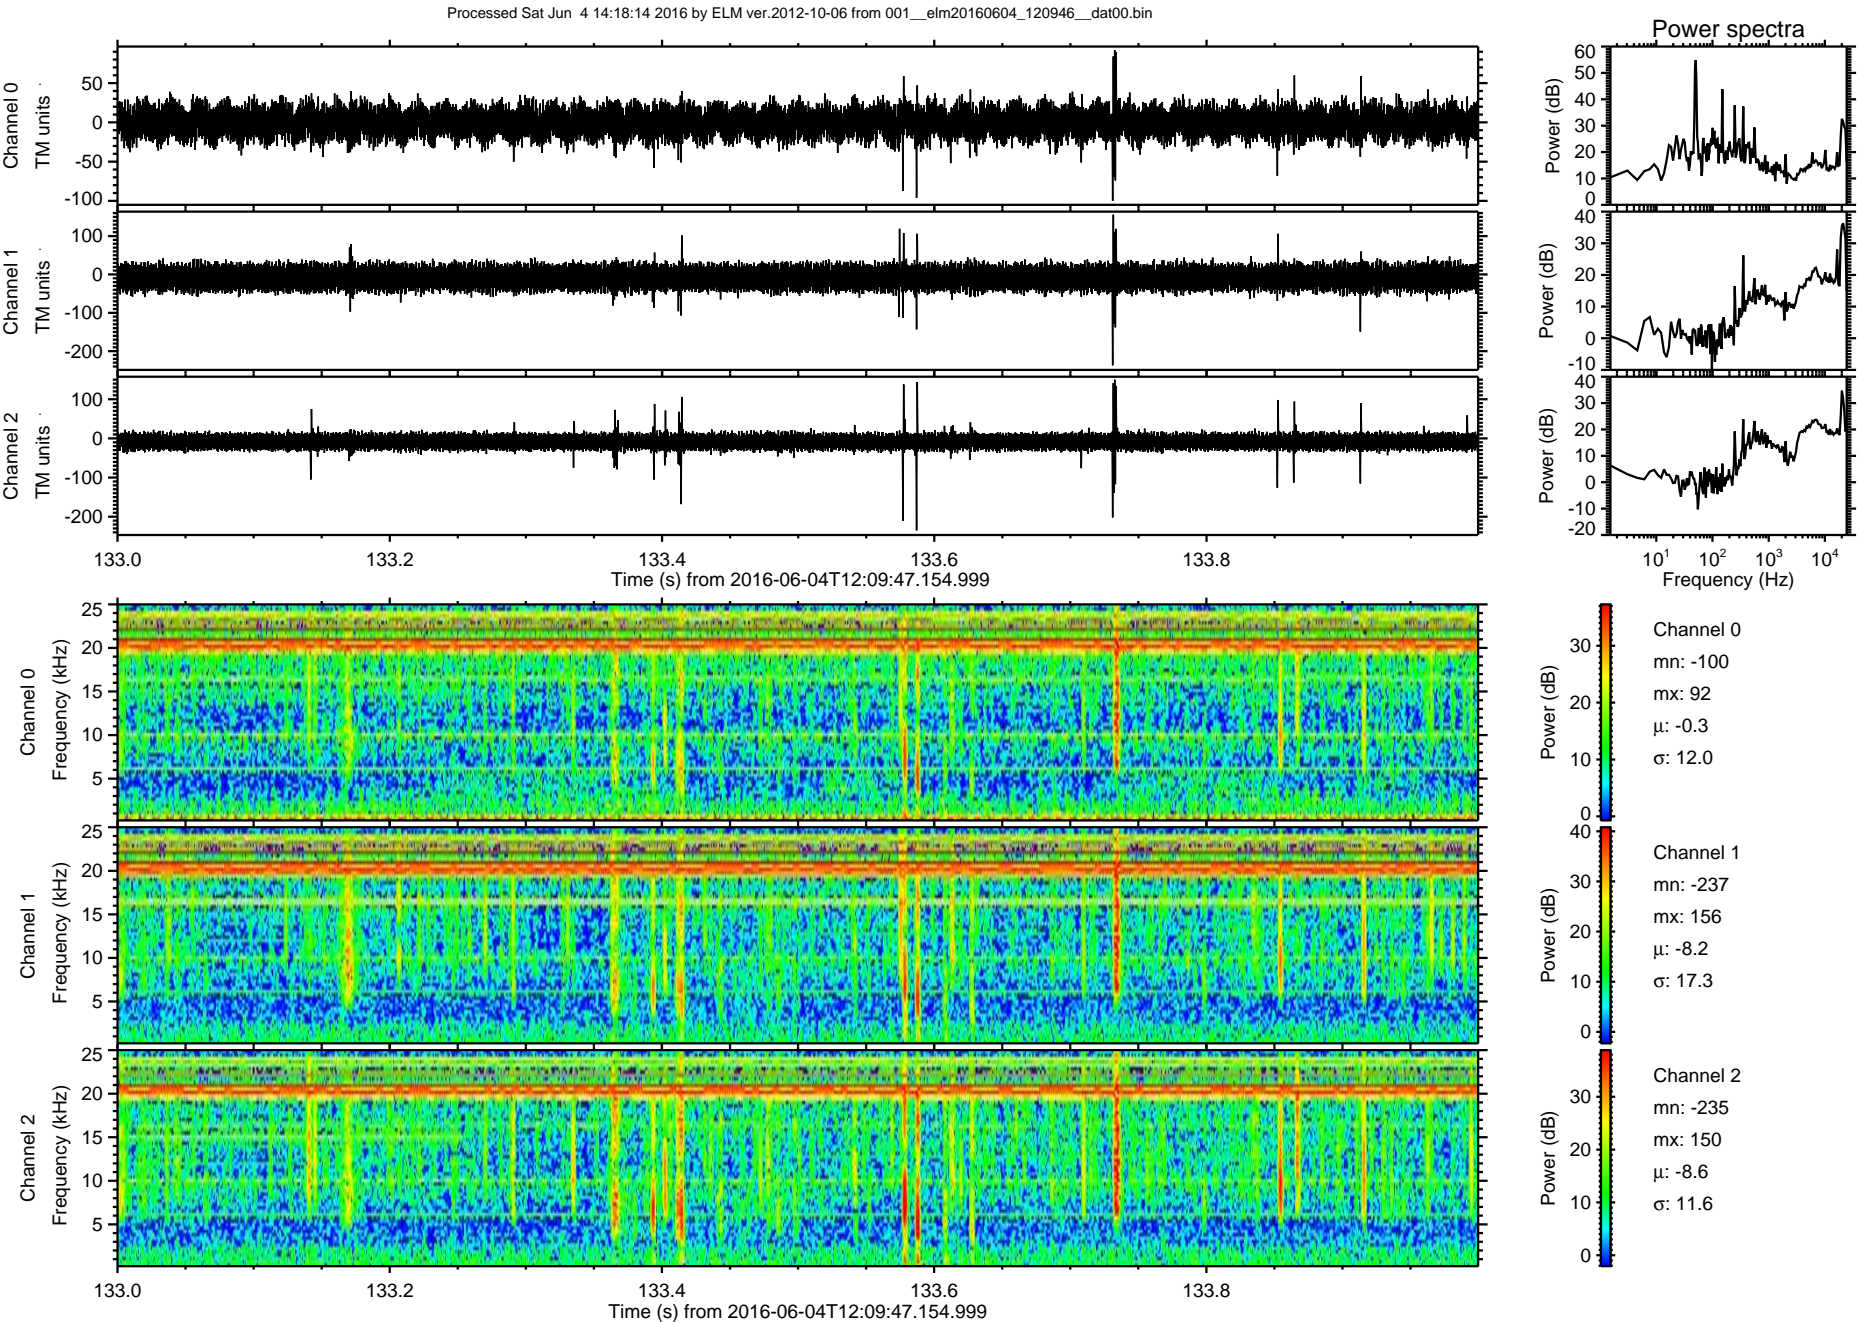 Processed Sat Jun  4 14:18:14 2016 by ELM ver.2012-10-06 from 001__elm20160604_120946__dat00.bin
Power spectra
Channel 0
TM units
50
0
-50
-100
Power (dB)
60
50
40
30
20
10
0
Channel 1
TM units
100
0
-100
-200
Power (dB)
40
30
20
10
0
-10
Channel 2
TM units
100
0
-100
-200
Power (dB)
40
30
20
10
0
-10
-20
133.0 133.2 133.4 133.6 133.8
Time (s) from 2016-06-04T12:09:47.154.999
10¹ 10² 10³ 10⁴
Frequency (Hz)
Channel 0
Frequency (kHz)
25
20
15
10
5
Power (dB)
30
20
10
0
Channel 0
mn: -100
mx: 92
µ: -0.3
σ: 12.0
Channel 1
Frequency (kHz)
25
20
15
10
5
Power (dB)
40
30
20
10
0
Channel 1
mn: -237
mx: 156
µ: -8.2
σ: 17.3
Channel 2
Frequency (kHz)
25
20
15
10
5
Power (dB)
30
20
10
0
Channel 2
mn: -235
mx: 150
µ: -8.6
σ: 11.6
133.0 133.2 133.4 133.6 133.8
Time (s) from 2016-06-04T12:09:47.154.999